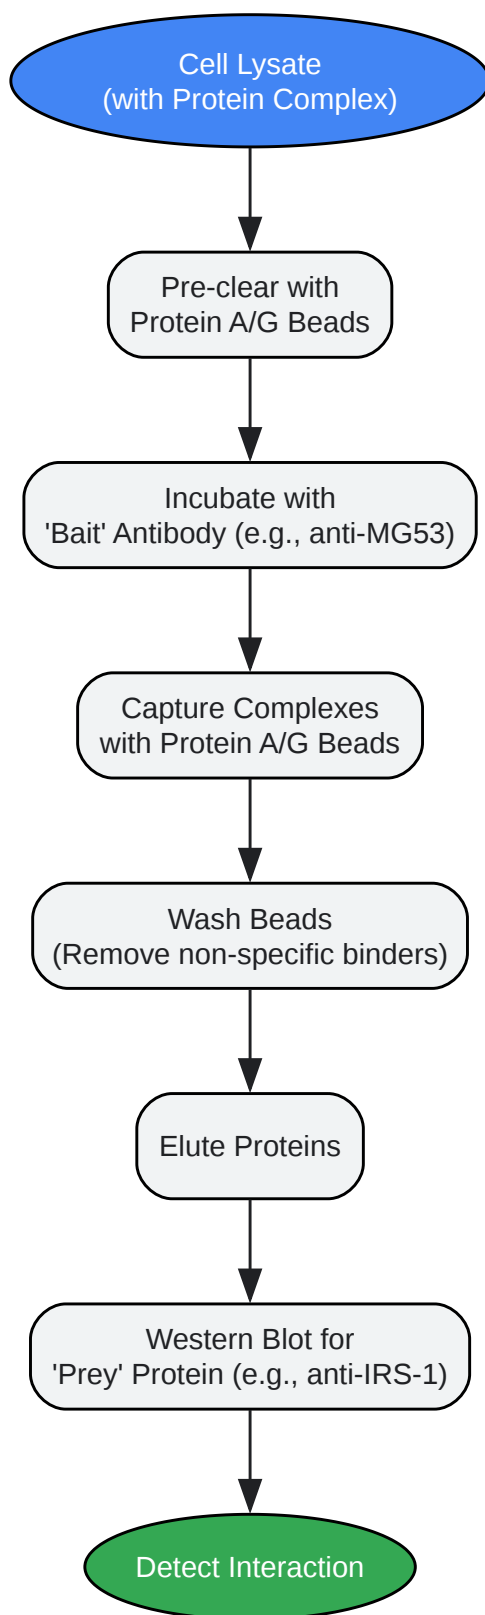 Cell Lysate
(with Protein Complex)
Pre-clear with
Protein A/G Beads
Incubate with
'Bait' Antibody (e.g., anti-MG53)
Capture Complexes
with Protein A/G Beads
Wash Beads
(Remove non-specific binders)
Elute Proteins
Western Blot for
'Prey' Protein (e.g., anti-IRS-1)
Detect Interaction